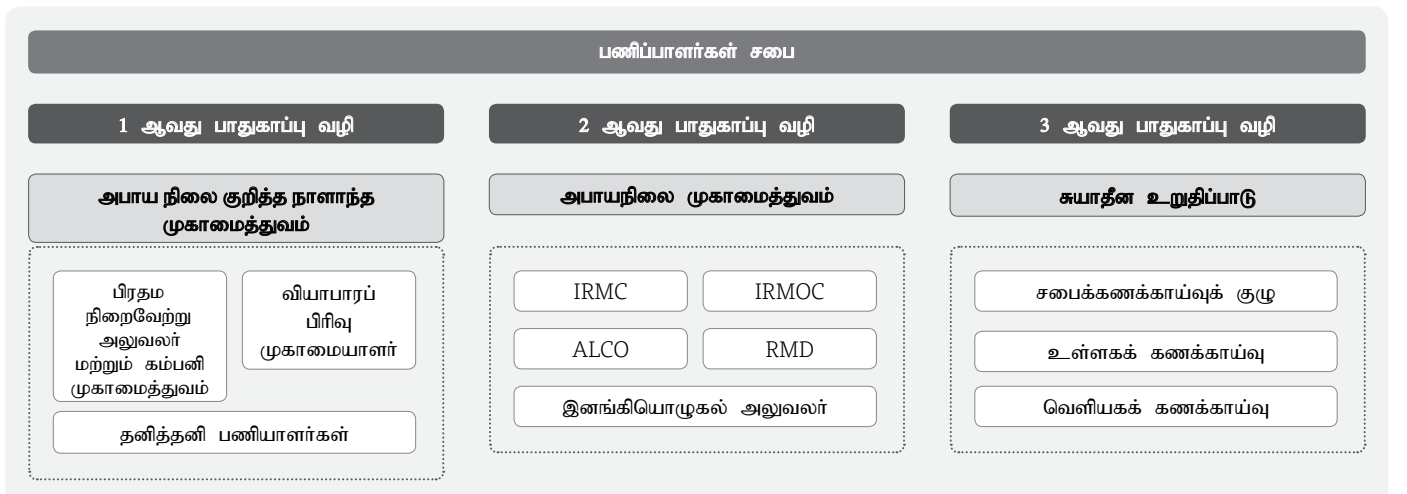 பணிப்பாளர்கள் சபை
1 ஆவது பாதுகாப்பு வழி
2 ஆவது பாதுகாப்பு வழி
3 ஆவது பாதுகாப்பு வழி
அபாய நிலை குறித்த நாளாந்த
முகாமைத்துவம்
அபாயநிலை முகாமைத்துவம்
சுயாதீன உறுதிப்பாடு
பிரதம
நிறைவேற்று
அலுவலர்
மற்றும் கம்பனி
முகாமைத்துவம்
வியாபாரப்
பிரிவு
முகாமையாளர்
தனித்தனி பணியாளர்கள்
IRMC
IRMOC
ALCO
RMD
இனங்கியொழுகல் அலுவலர்
சபைக்கணக்காய்வுக் குழு
உள்ளகக் கணக்காய்வு
வெளியகக் கணக்காய்வு